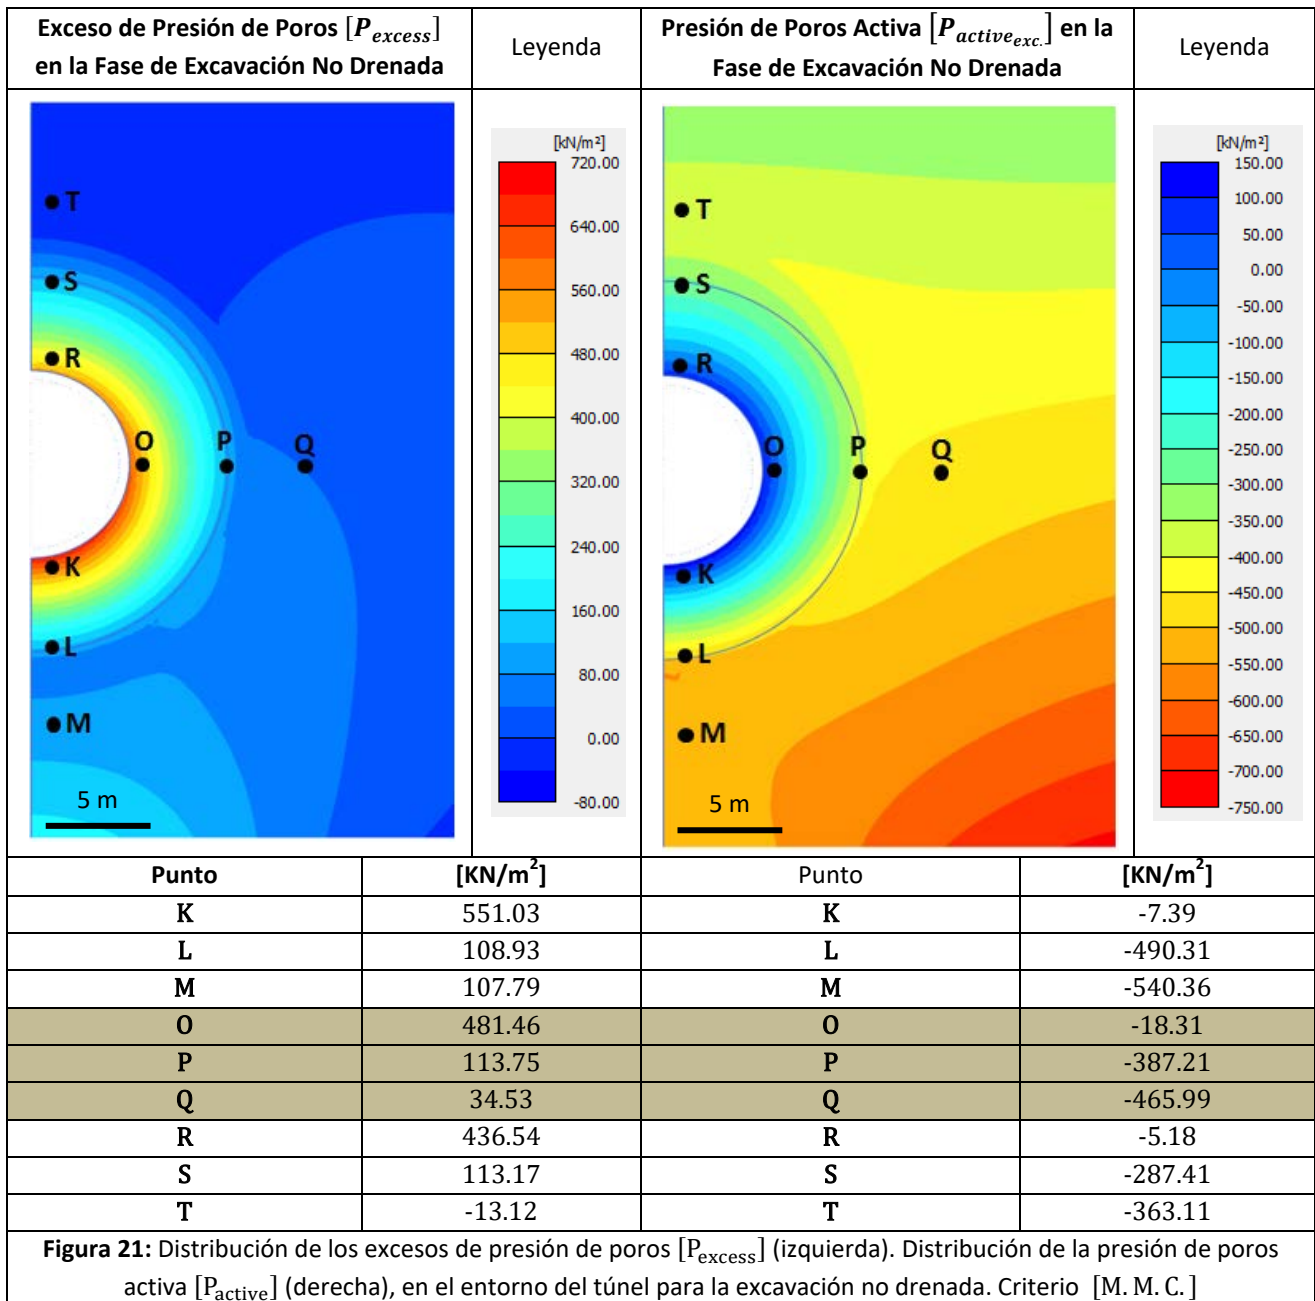 Exceso de Presión de Poros [P_excess]
en la Fase de Excavación No Drenada
Leyenda
Presión de Poros Activa [P_active_exc.] en la
Fase de Excavación No Drenada
Leyenda
T
S
R
O
P
Q
K
L
M
5 m
[kN/m²]
720.00
640.00
560.00
480.00
400.00
320.00
240.00
160.00
80.00
0.00
-80.00
T
S
R
O
P
Q
K
L
M
5 m
[kN/m²]
150.00
100.00
50.00
0.00
-50.00
-100.00
-150.00
-200.00
-250.00
-300.00
-350.00
-400.00
-450.00
-500.00
-550.00
-600.00
-650.00
-700.00
-750.00
Punto [KN/m²] Punto [KN/m²]
K 551.03 K -7.39
L 108.93 L -490.31
M 107.79 M -540.36
O 481.46 O -18.31
P 113.75 P -387.21
Q 34.53 Q -465.99
R 436.54 R -5.18
S 113.17 S -287.41
T -13.12 T -363.11
Figura 21: Distribución de los excesos de presión de poros [P_excess] (izquierda). Distribución de la presión de poros
activa [P_active] (derecha), en el entorno del túnel para la excavación no drenada. Criterio [M. M. C. ]